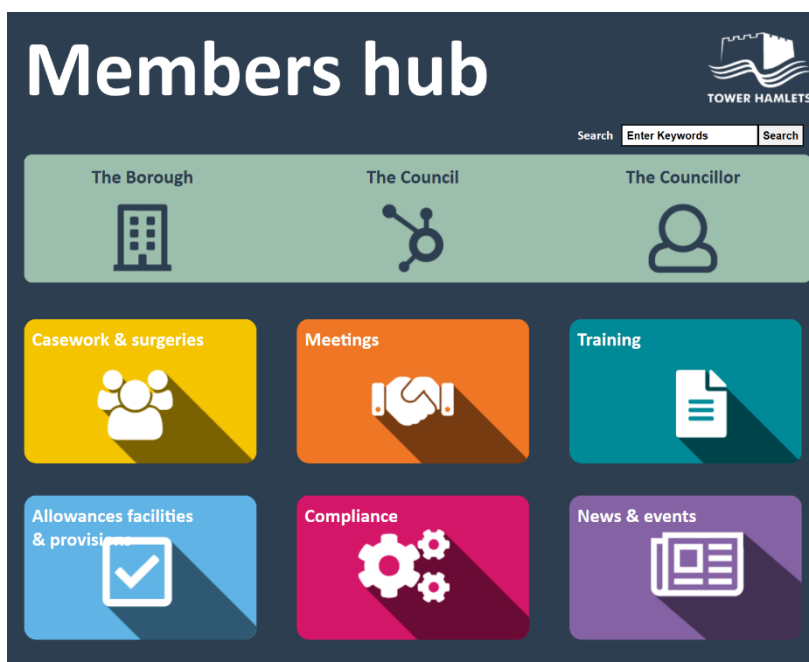 Members hub
TOWER HAMLETS
Search Enter Keywords Search
The Borough The Council The Councillor
Casework & surgeries Meetings Training
Allowances facilities
& provisions
Compliance News & events